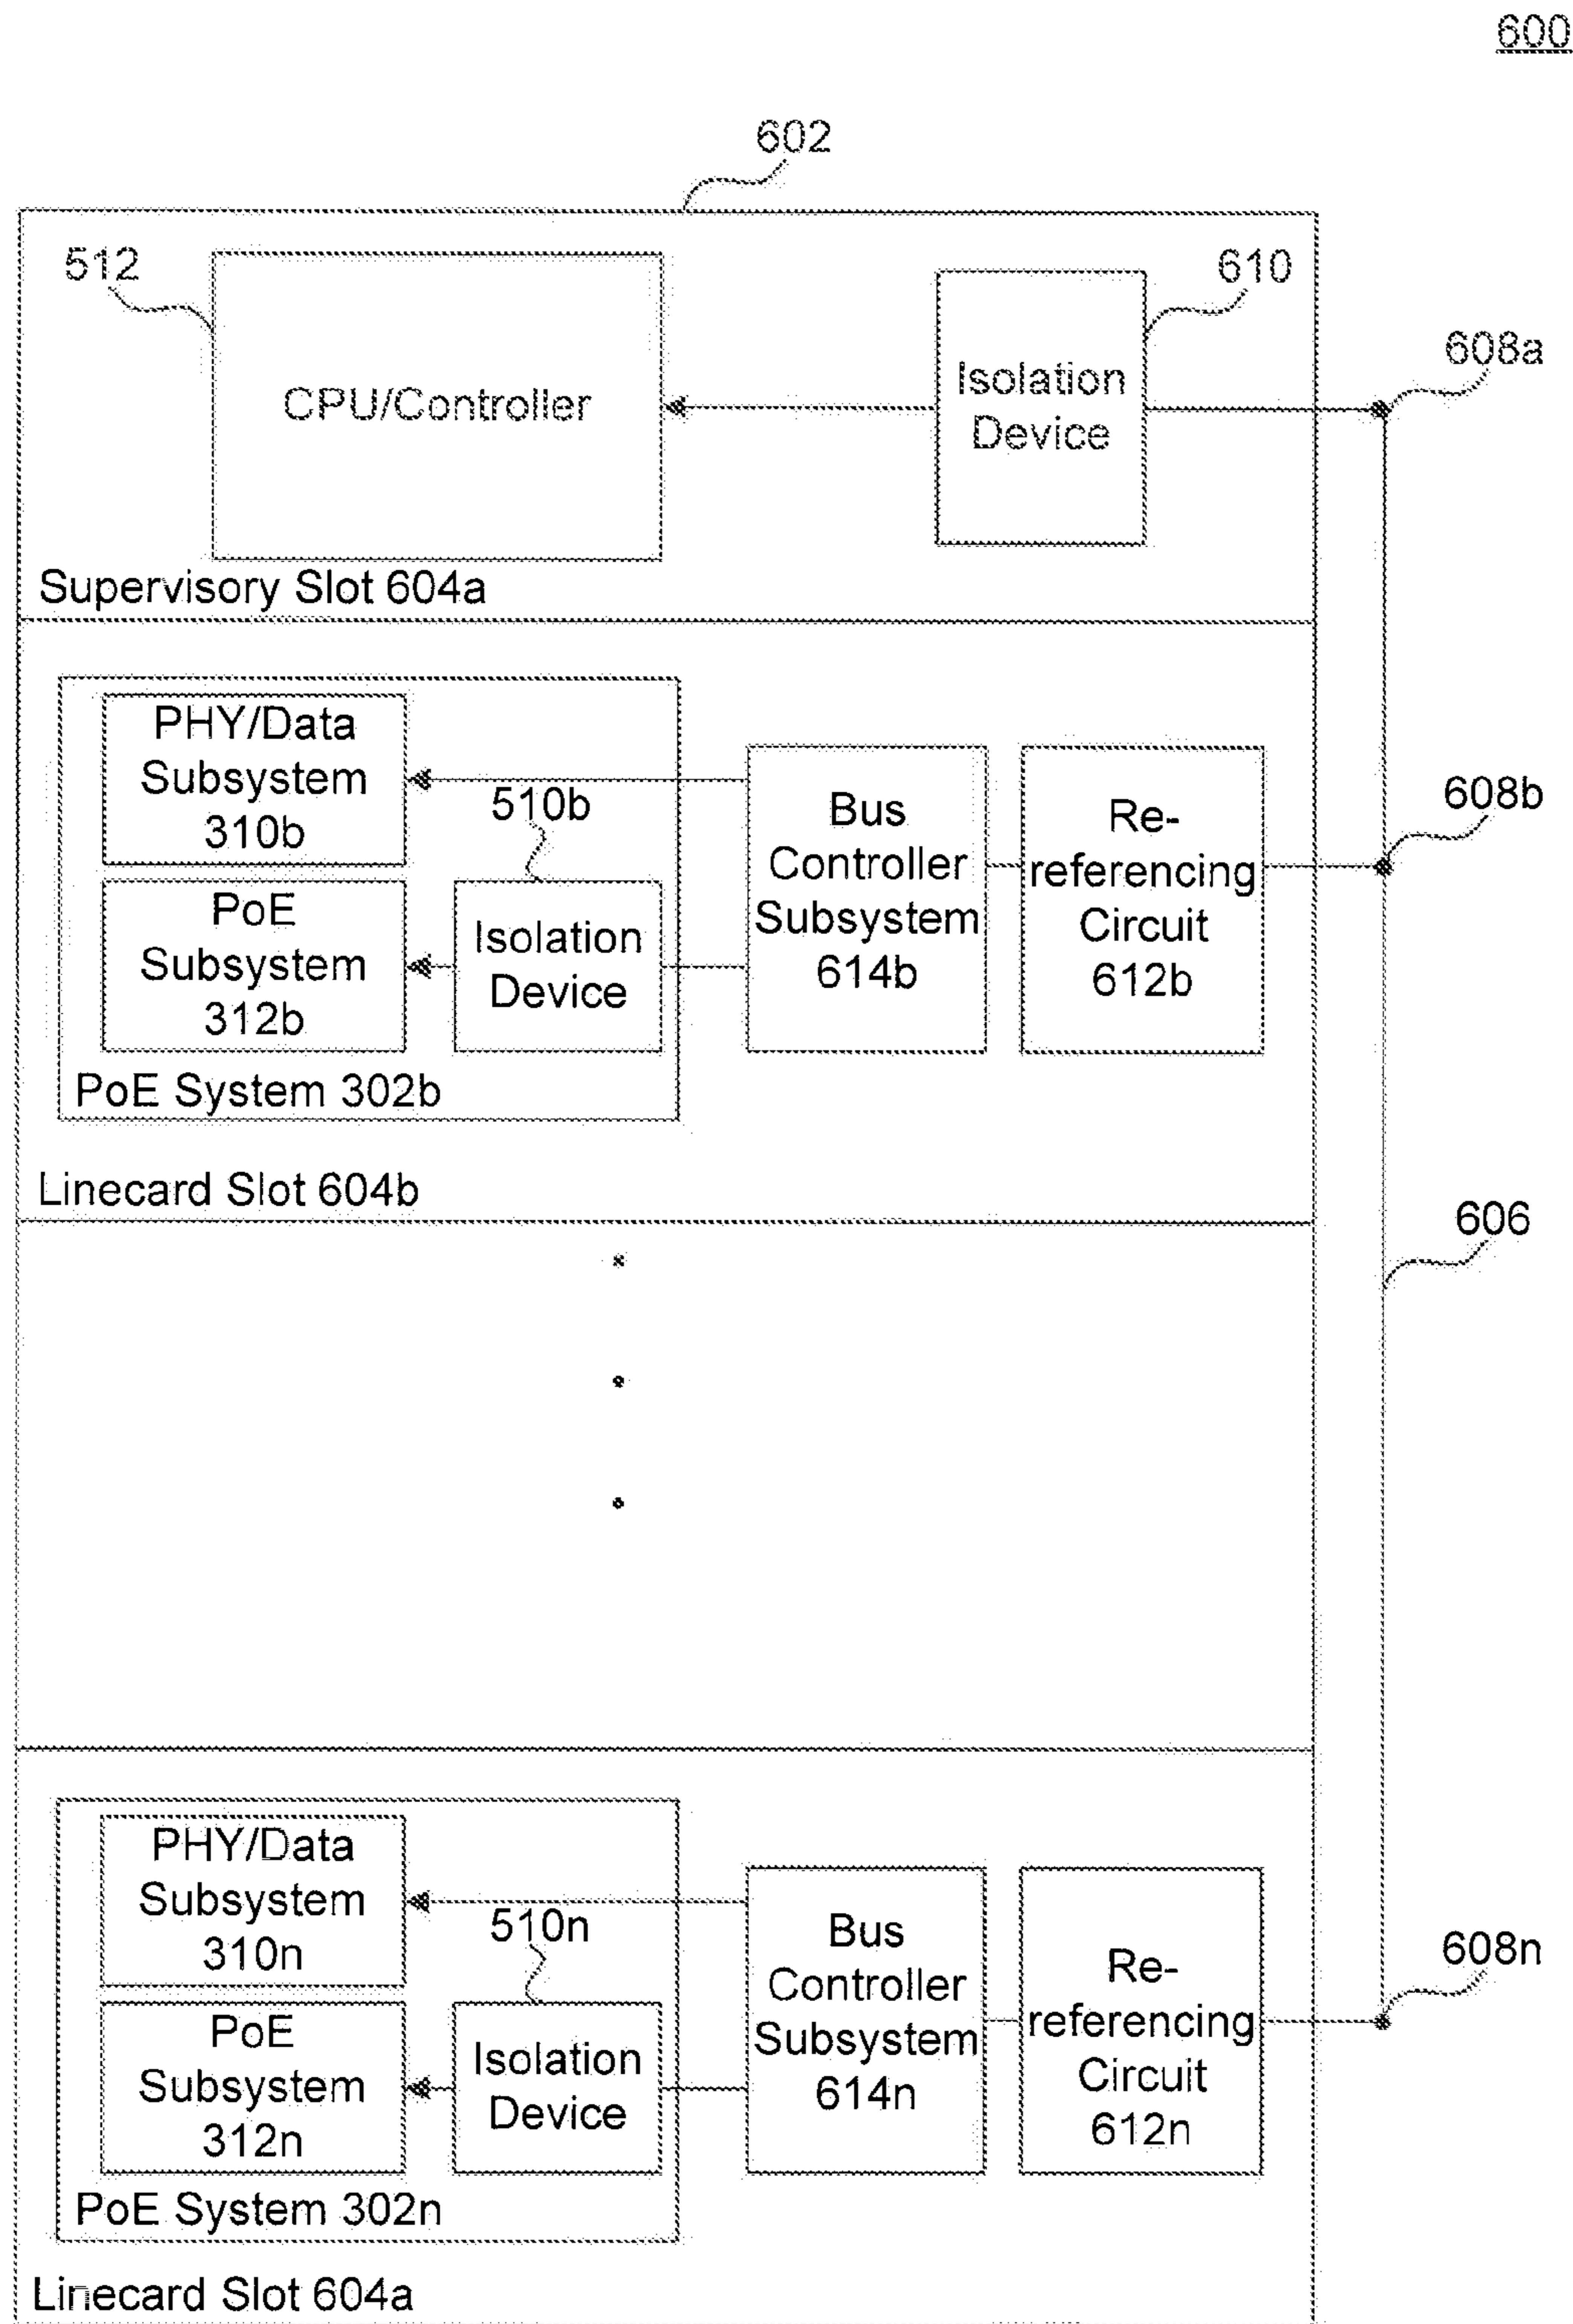 600
602
512
610
608a
CPU/Controller
Isolation
Device
Supervisory Slot 604a
PHY/Data
Subsystem
310b
510b
PoE
Subsystem
312b
Isolation
Device
Bus
Controller
Subsystem
614b
Re-
referencing
Circuit
612b
608b
PoE System 302b
Linecard Slot 604b
606
PHY/Data
Subsystem
310n
510n
PoE
Subsystem
312n
Isolation
Device
Bus
Controller
Subsystem
614n
Re-
referencing
Circuit
612n
608n
PoE System 302n
Linecard Slot 604a